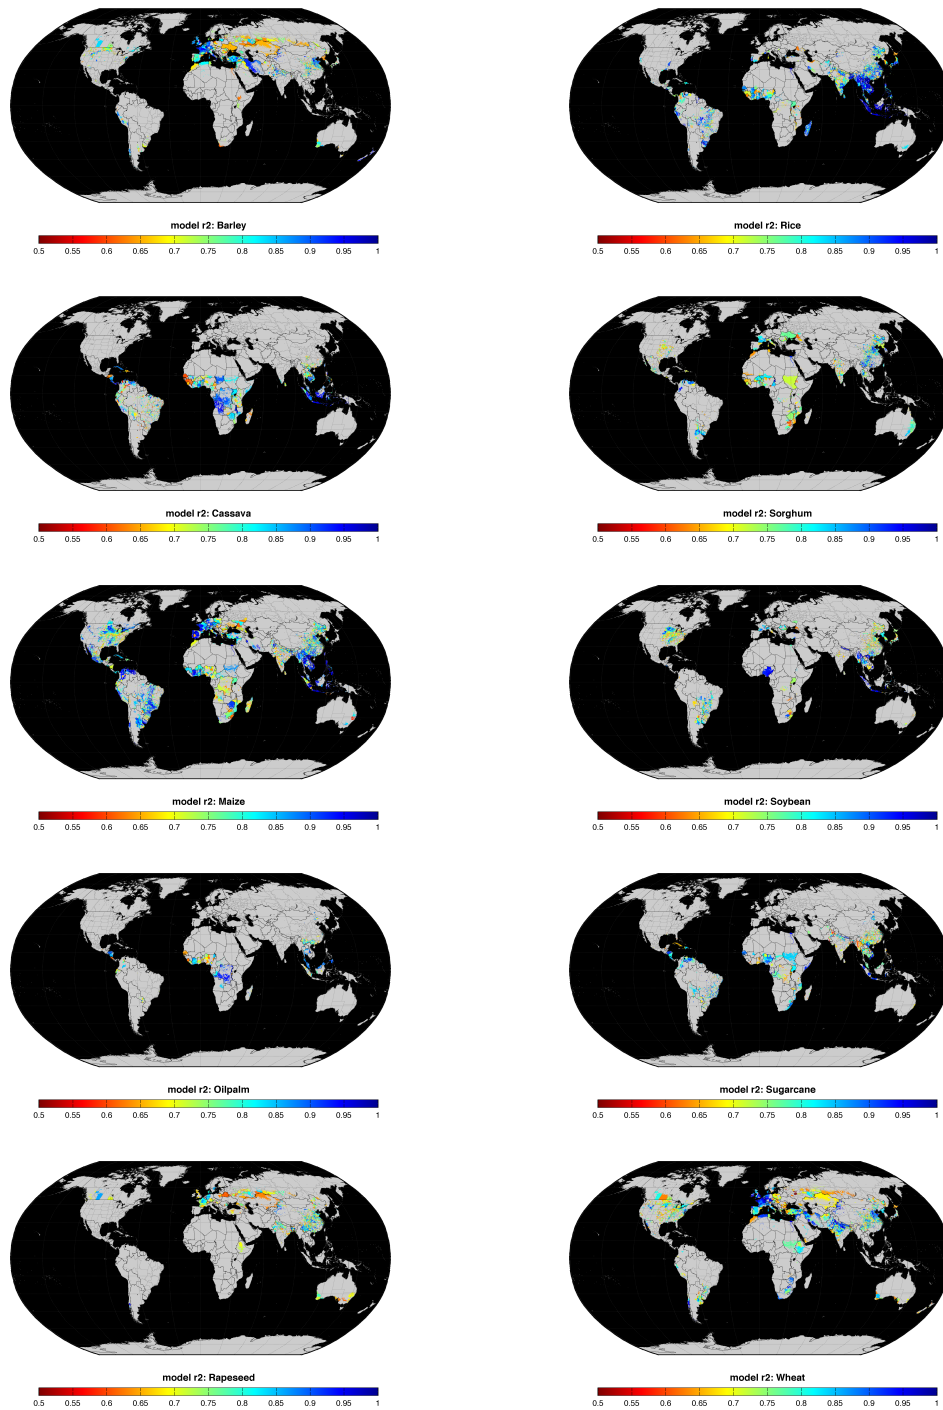 model r2: Barley
0.5 0.55 0.6 0.65 0.7 0.75 0.8 0.85 0.9 0.95 1
model r2: Rice
0.5 0.55 0.6 0.65 0.7 0.75 0.8 0.85 0.9 0.95 1
model r2: Cassava
0.5 0.55 0.6 0.65 0.7 0.75 0.8 0.85 0.9 0.95 1
model r2: Sorghum
0.5 0.55 0.6 0.65 0.7 0.75 0.8 0.85 0.9 0.95 1
model r2: Maize
0.5 0.55 0.6 0.65 0.7 0.75 0.8 0.85 0.9 0.95 1
model r2: Soybean
0.5 0.55 0.6 0.65 0.7 0.75 0.8 0.85 0.9 0.95 1
model r2: Oilpalm
0.5 0.55 0.6 0.65 0.7 0.75 0.8 0.85 0.9 0.95 1
model r2: Sugarcane
0.5 0.55 0.6 0.65 0.7 0.75 0.8 0.85 0.9 0.95 1
model r2: Rapeseed
0.5 0.55 0.6 0.65 0.7 0.75 0.8 0.85 0.9 0.95 1
model r2: Wheat
0.5 0.55 0.6 0.65 0.7 0.75 0.8 0.85 0.9 0.95 1